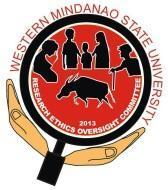 WESTERN MINDANAO STATE UNIVERSITY
2013
RESEARCH ETHICS OVERSIGHT COMMITTEE